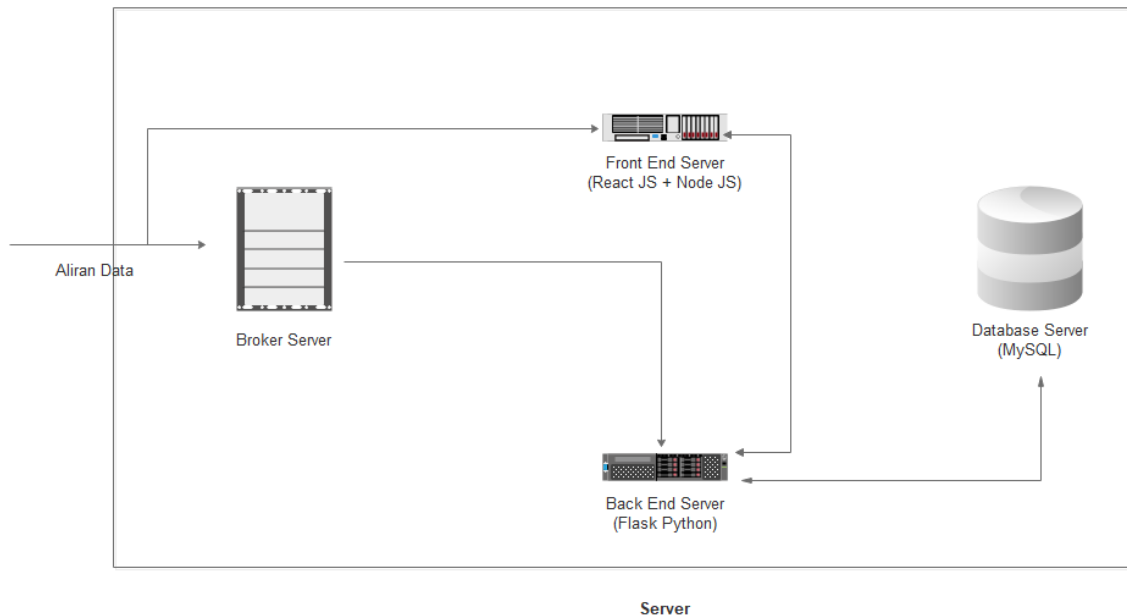 Front End Server
(React JS + Node JS)
Aliran Data
Broker Server
Database Server
(MySQL)
Back End Server
(Flask Python)
Server